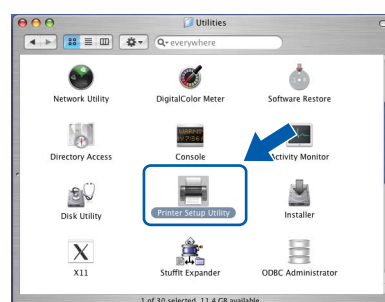 Utilities
everywhere
Network Utility
DigitalColor Meter
Software Restore
Directory Access
Console
Activity Monitor
Disk Utility
Printer Setup Utility
Installer
X11
StuffIt Expander
ODBC Administrator
1 of 30 selected, 11.4 GB available